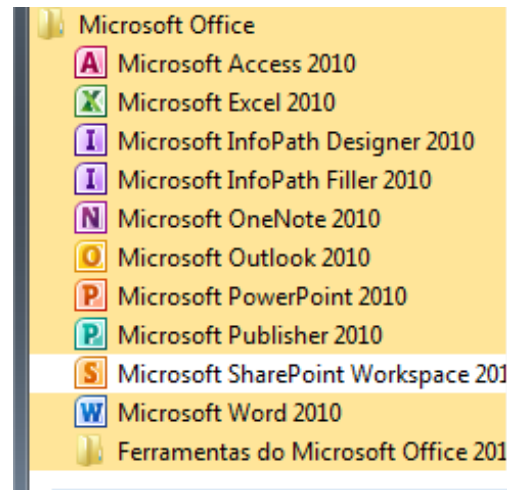 Microsoft Office
A Microsoft Access 2010
X Microsoft Excel 2010
I Microsoft InfoPath Designer 2010
I Microsoft InfoPath Filler 2010
N Microsoft OneNote 2010
O Microsoft Outlook 2010
P Microsoft PowerPoint 2010
P Microsoft Publisher 2010
S Microsoft SharePoint Workspace 201
W Microsoft Word 2010
Ferramentas do Microsoft Office 201